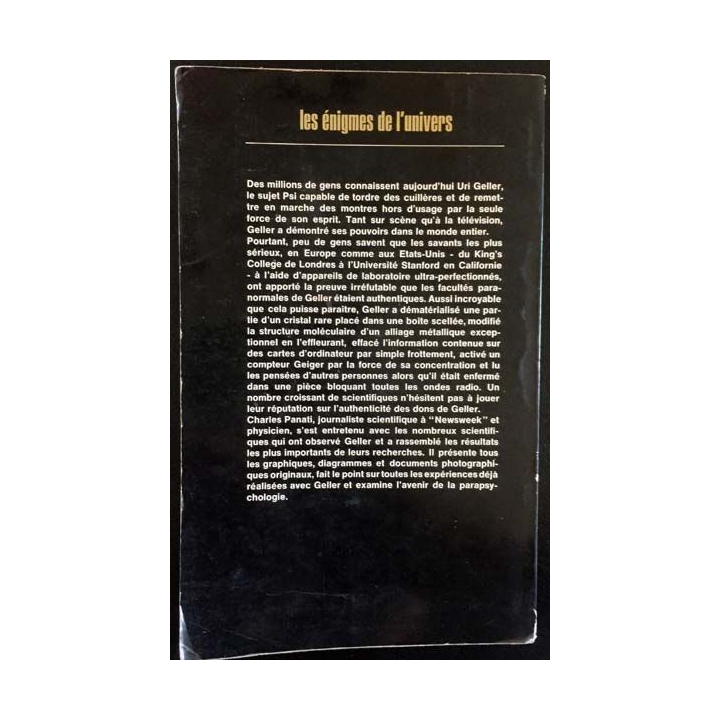 les énigmes de l'univers
Des millions de gens connaissent aujourd'hui Uri Geller,
le sujet Psi capable de tordre des cuillères et de remet-
tre en marche des montres hors d'usage par la seule
force de son esprit. Tant sur scène qu'à la télévision,
Geller a démontré ses pouvoirs dans le monde entier.
Pourtant, peu de gens savent que les savants les plus
sérieux, en Europe comme aux Etats-Unis - du King's
College de Londres à l'Université Stanford en Californie
- à l'aide d'appareils de laboratoire ultra-perfectionnés,
ont apporté la preuve irréfutable que les facultés para-
normales de Geller étaient authentiques. Aussi incroyable
que cela puisse paraître, Geller a dématérialisé une par-
tie d'un cristal rare placé dans une boîte scellée, modifié
la structure moléculaire d'un alliage métallique excep-
tionnel en l'effleurant, effacé l'information contenue sur
des cartes d'ordinateur par simple frottement, activé un
compteur Geiger par la force de sa concentration et lu
les pensées d'autres personnes alors qu'il était enfermé
dans une pièce bloquant toutes les ondes radio. Un
nombre croissant de scientifiques n'hésitent pas à jouer
leur réputation sur l'authenticité des dons de Geller.
Charles Panati, journaliste scientifique à "Newsweek" et
physicien, s'est entretenu avec les nombreux scientifi-
ques qui ont observé Geller et a rassemblé les résultats
les plus importants de leurs recherches. Il présente tous
les graphiques, diagrammes et documents photographi-
ques originaux, fait le point sur toutes les expériences déjà
réalisées avec Geller et examine l'avenir de la parapsy-
chologie.